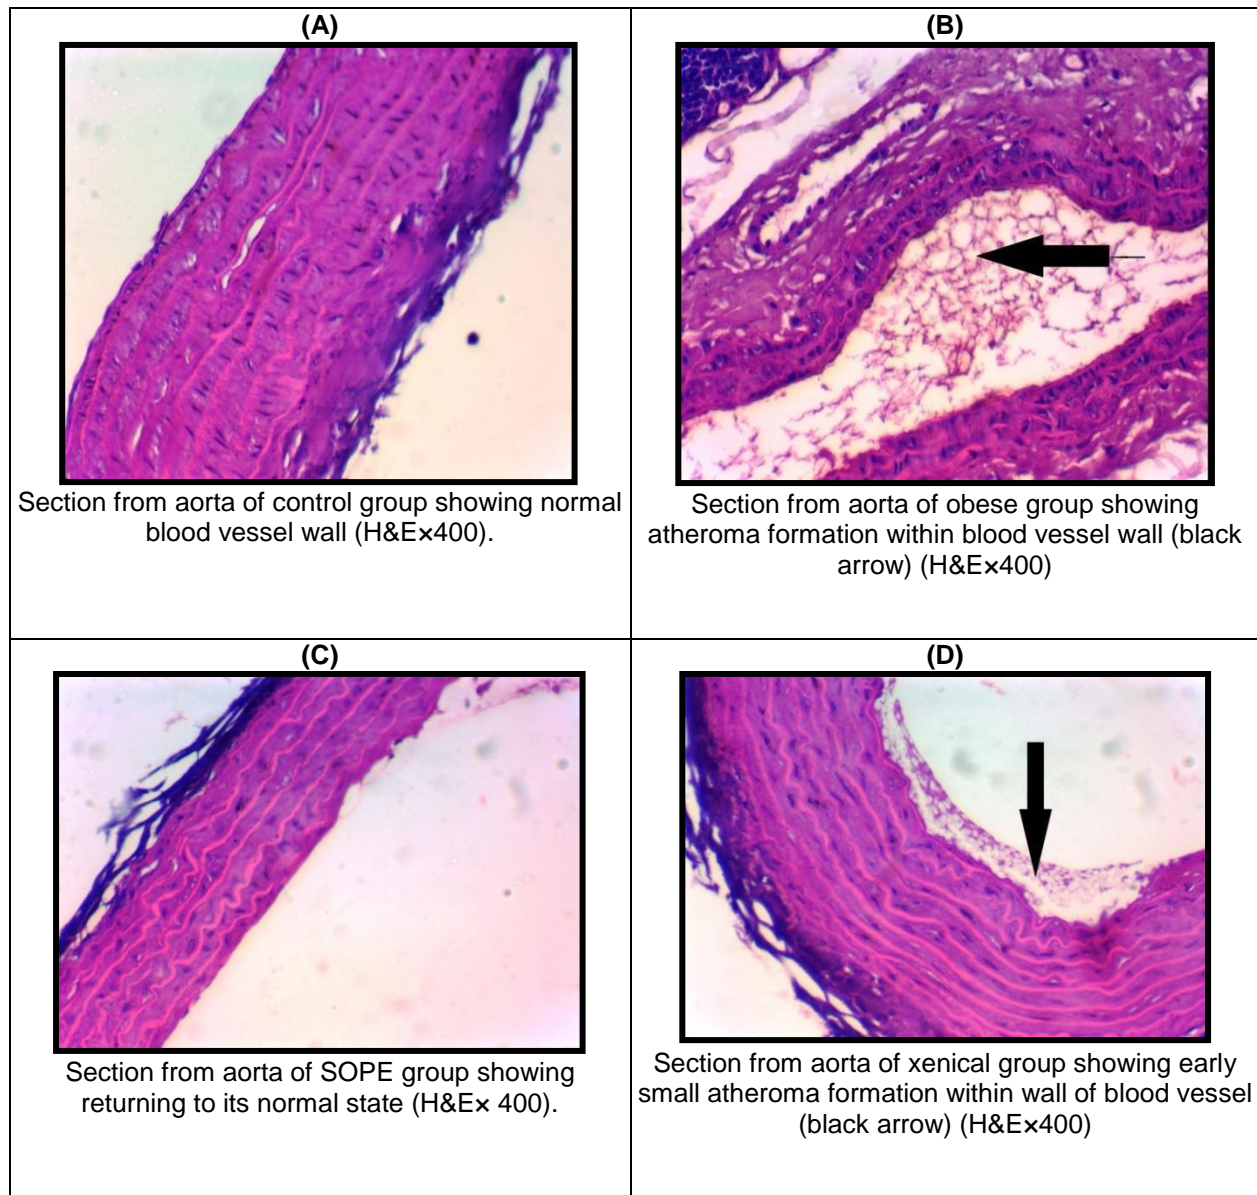 (A)
Section from aorta of control group showing normal
blood vessel wall (H&E×400).
(B)
Section from aorta of obese group showing
atheroma formation within blood vessel wall (black
arrow) (H&E×400)
(C)
Section from aorta of SOPE group showing
returning to its normal state (H&E× 400).
(D)
Section from aorta of xenical group showing early
small atheroma formation within wall of blood vessel
(black arrow) (H&E×400)